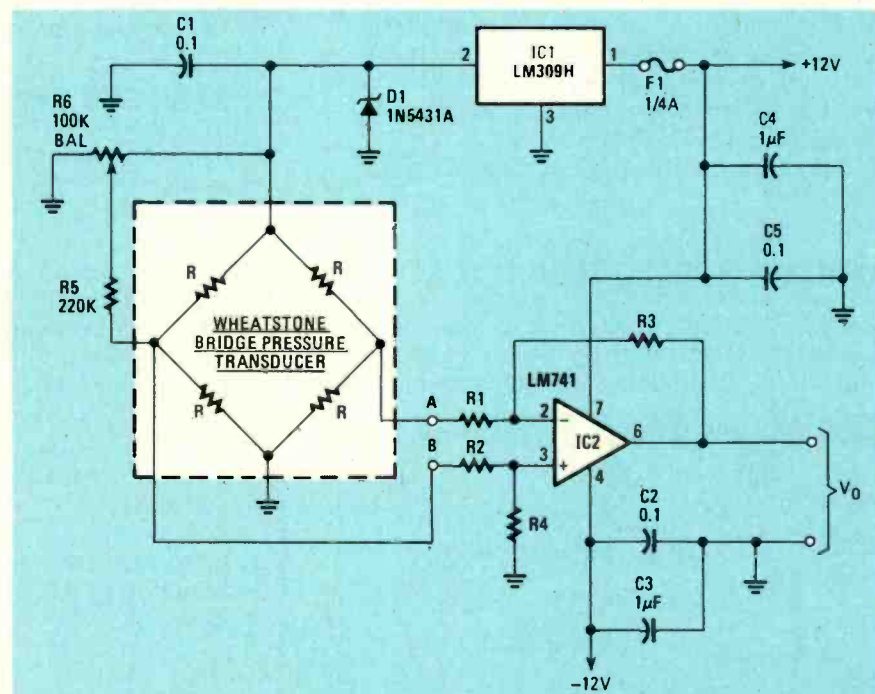 C1
0.1
2
IC1
LM309H
1
3
F1
1/4A
+12V
R6
100K
BAL
D1
1N5431A
C4
1μF
C5
0.1
R5
220K
R
R
WHEATSTONE
BRIDGE PRESSURE
TRANSDUCER
R
R
R3
LM741
A
R1
2
−
7
IC2
6
B
R2
3
+
4
R4
C2
0.1
V0
C3
1μF
−12V